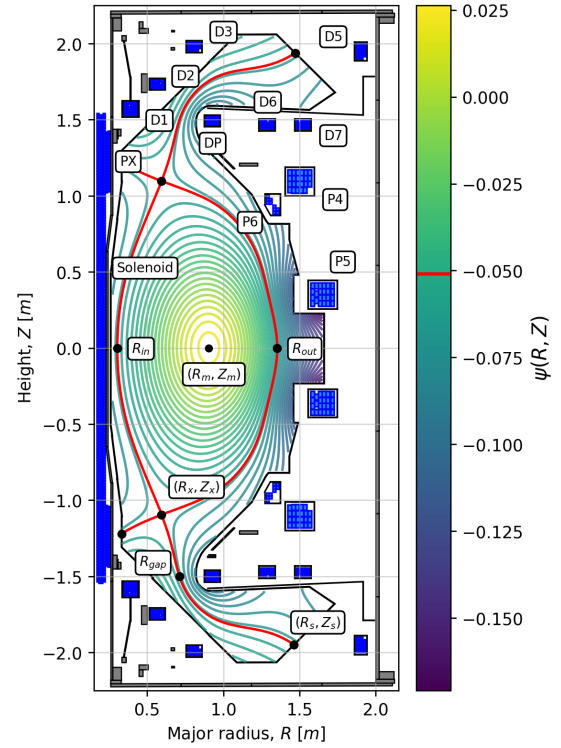 D3
D5
D2
D6
D1
D7
DP
PX
P4
P6
P5
Solenoid
R_in
R_out
(R_m, Z_m)
(R_x, Z_x)
R_gap
(R_s, Z_s)
2.0
1.5
1.0
0.5
0.0
−0.5
−1.0
−1.5
−2.0
Height, Z [m]
0.5
1.0
1.5
2.0
Major radius, R [m]
0.025
0.000
−0.025
−0.050
−0.075
−0.100
−0.125
−0.150
ψ(R, Z)